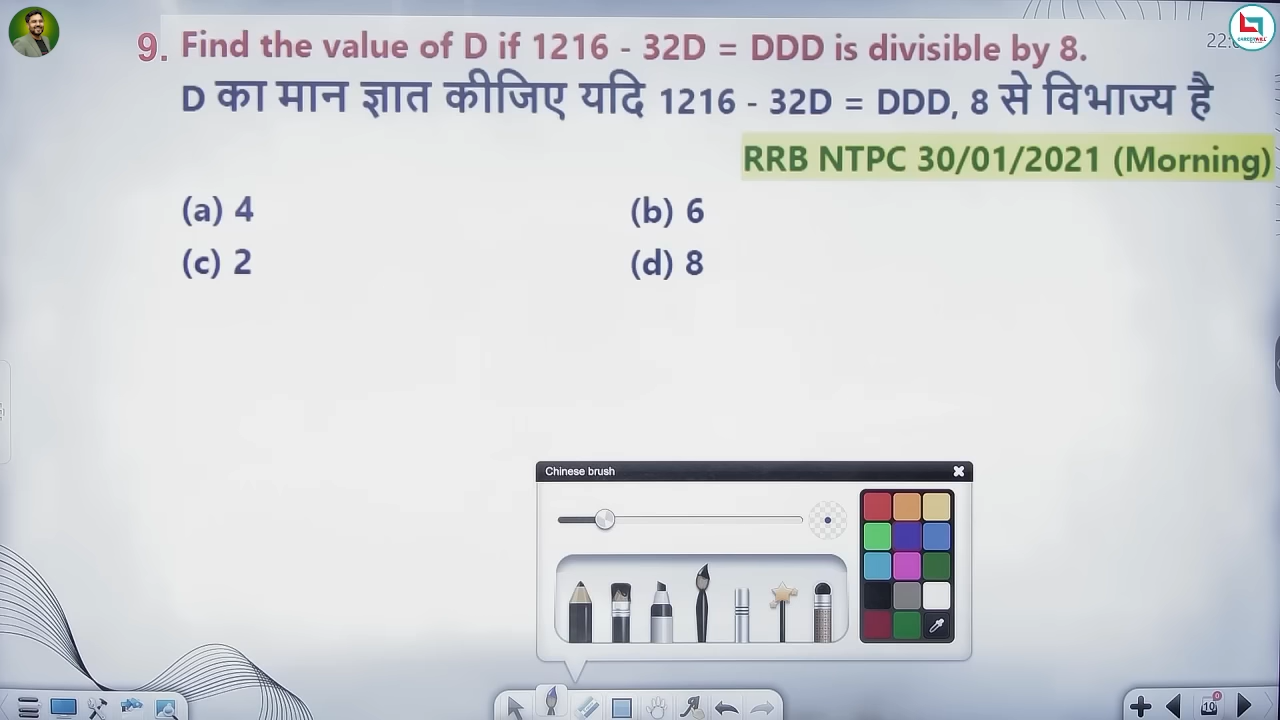 9. Find the value of D if 1216 - 32D = DDD is divisible by 8.
D का मान ज्ञात कीजिए यदि 1216 - 32D = DDD, 8 से विभाज्य है
RRB NTPC 30/01/2021 (Morning)
(a) 4
(b) 6
(c) 2
(d) 8
Chinese brush
10